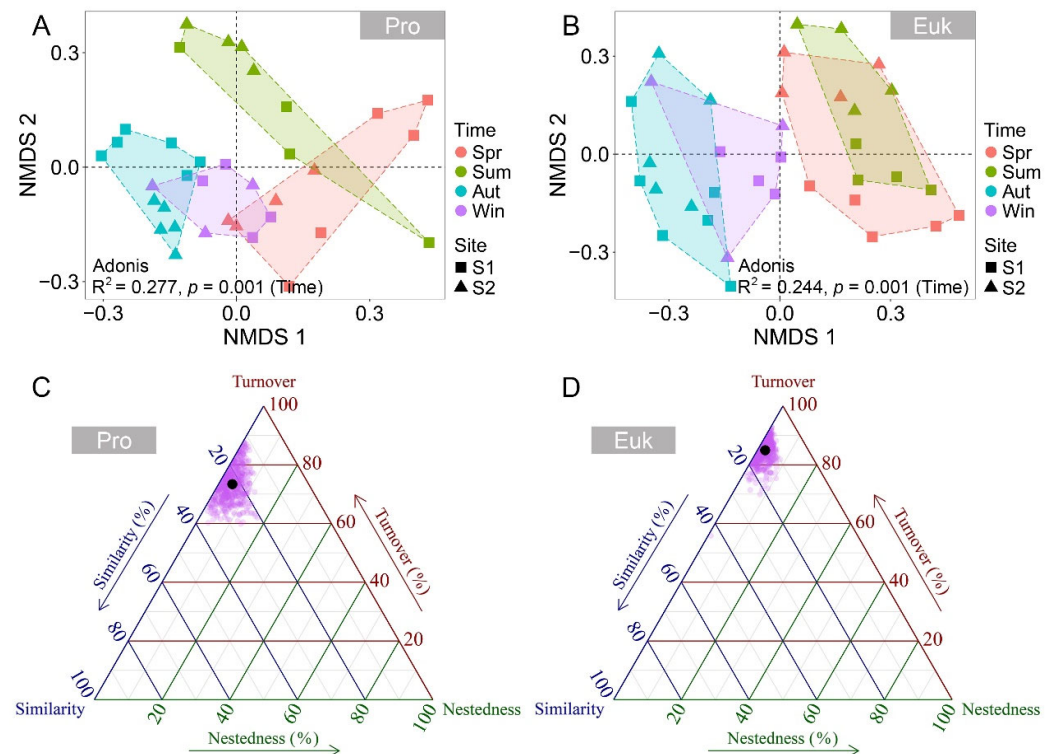 A
Pro
NMDS 2
0.3
0.0
−0.3
Adonis
R² = 0.277, p = 0.001 (Time)
−0.3
0.0
0.3
NMDS 1
Time
Spr
Sum
Aut
Win
Site
S1
S2
B
Euk
NMDS 2
0.3
0.0
−0.3
Adonis
R² = 0.244, p = 0.001 (Time)
−0.3
0.0
0.3
NMDS 1
Time
Spr
Sum
Aut
Win
Site
S1
S2
C
Pro
Turnover
100
80
60
40
20
Turnover (%)
20
40
60
80
100
Similarity (%)
Similarity
20
40
60
80
100
Nestedness
Nestedness (%)
D
Euk
Turnover
100
80
60
40
20
Turnover (%)
20
40
60
80
100
Similarity (%)
Similarity
20
40
60
80
100
Nestedness
Nestedness (%)